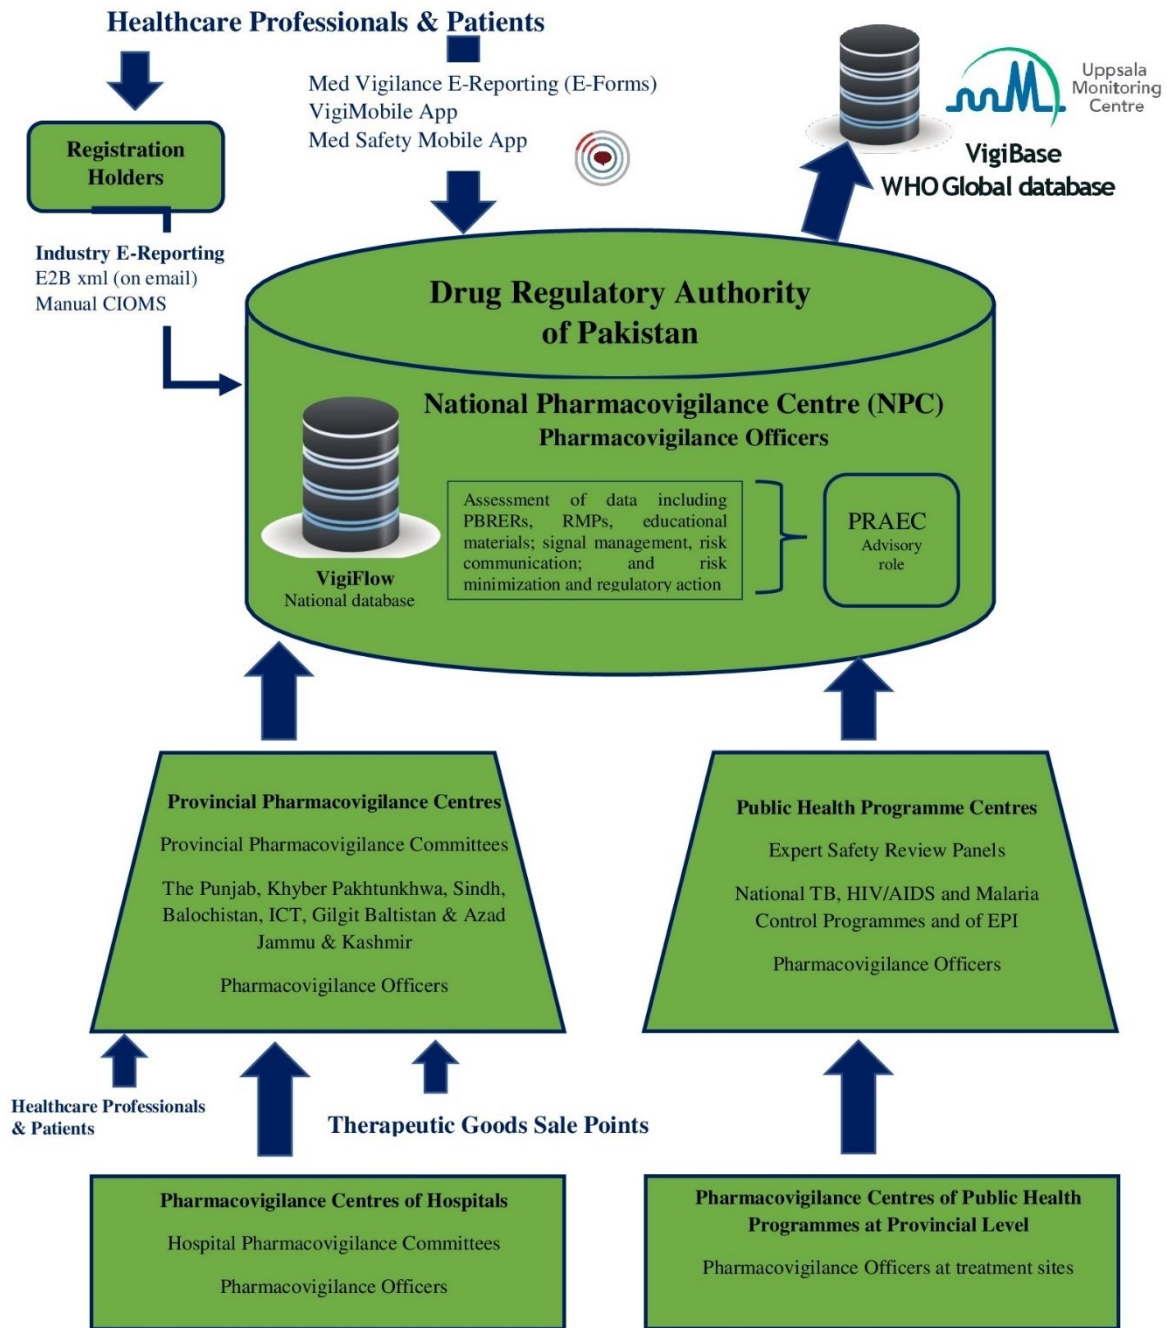 Healthcare Professionals & Patients
Med Vigilance E-Reporting (E-Forms)
VigiMobile App
Med Safety Mobile App
Uppsala
Monitoring
Centre
VigiBase
WHO Global database
Registration
Holders
Industry E-Reporting
E2B xml (on email)
Manual CIOMS
Drug Regulatory Authority
of Pakistan
National Pharmacovigilance Centre (NPC)
Pharmacovigilance Officers
Assessment of data including
PBRERs, RMPs, educational
materials; signal management, risk
communication; and risk
minimization and regulatory action
PRAEC
Advisory
role
VigiFlow
National database
Provincial Pharmacovigilance Centres
Provincial Pharmacovigilance Committees
The Punjab, Khyber Pakhtunkhwa, Sindh,
Balochistan, ICT, Gilgit Baltistan & Azad
Jammu & Kashmir
Pharmacovigilance Officers
Public Health Programme Centres
Expert Safety Review Panels
National TB, HIV/AIDS and Malaria
Control Programmes and of EPI
Pharmacovigilance Officers
Healthcare Professionals
& Patients
Therapeutic Goods Sale Points
Pharmacovigilance Centres of Hospitals
Hospital Pharmacovigilance Committees
Pharmacovigilance Officers
Pharmacovigilance Centres of Public Health
Programmes at Provincial Level
Pharmacovigilance Officers at treatment sites